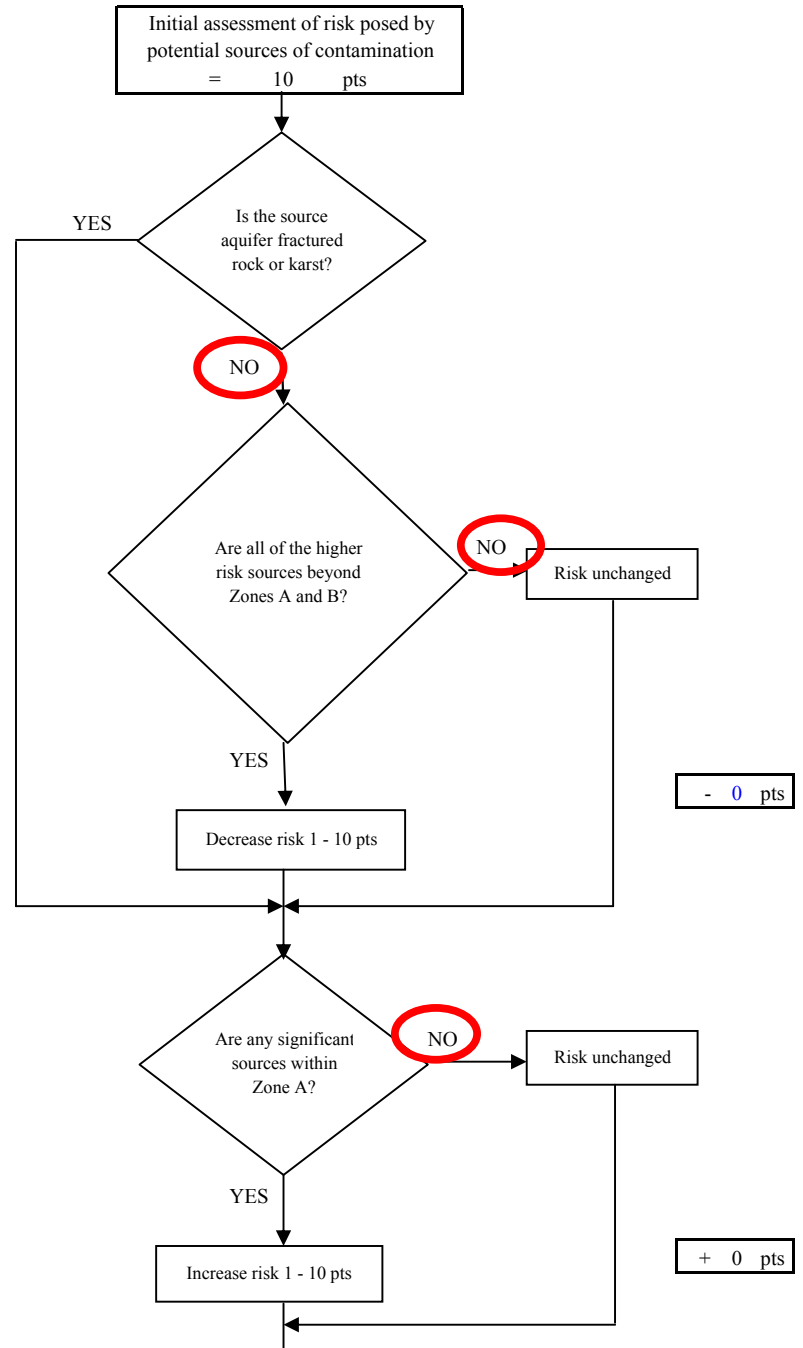 Initial assessment of risk posed by
potential sources of contamination
= 10 pts
YES
Is the source
aquifer fractured
rock or karst?
NO
Are all of the higher
risk sources beyond
Zones A and B?
NO
Risk unchanged
YES
- 0 pts
Decrease risk 1 - 10 pts
Are any significant
sources within
Zone A?
NO
Risk unchanged
YES
+ 0 pts
Increase risk 1 - 10 pts